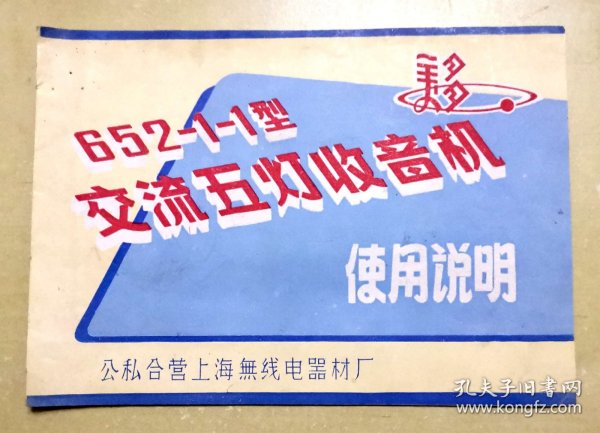 美多
652-1-1型
交流五灯收音机
使用说明
公私合营上海無线电器材厂
孔夫子旧书网
www.kongfz.com